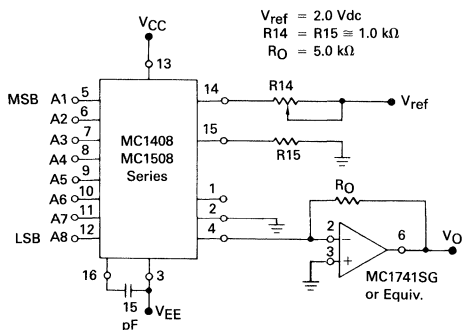 VCC
Vref = 2.0 Vdc
R14 = R15 ≅ 1.0 kΩ
RO = 5.0 kΩ
13
MSB A1 5
A2 6
A3 7
A4 8
A5 9
A6 10
A7 11
LSB A8 12
MC1408
MC1508
Series
14
R14
Vref
15
R15
1
2
4
RO
2
3
6
VO
MC1741SG
or Equiv.
16
3
15
pF
VEE